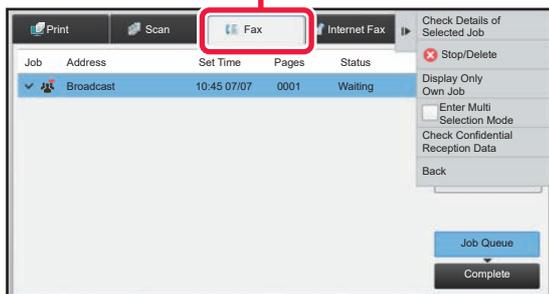 Print
Scan
Fax
Internet Fax
Job Address Set Time Pages Status
Broadcast 10:45 07/07 0001 Waiting
Check Details of
Selected Job
Stop/Delete
Display Only
Own Job
Enter Multi
Selection Mode
Check Confidential
Reception Data
Back
Job Queue
Complete